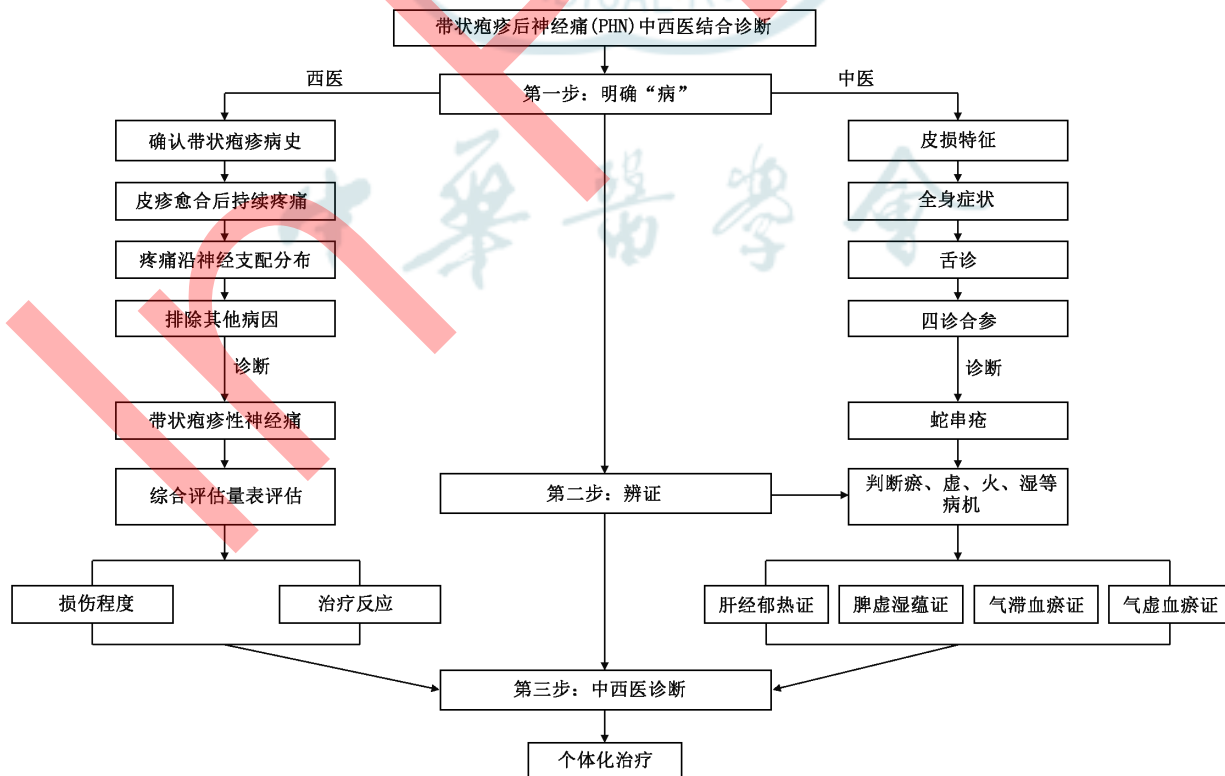 带状疱疹后神经痛(PHN)中西医结合诊断
西医
第一步：明确“病”
中医
确认带状疱疹病史
皮疹愈合后持续疼痛
疼痛沿神经支配分布
排除其他病因
诊断
带状疱疹性神经痛
综合评估量表评估
损伤程度
治疗反应
皮损特征
全身症状
舌诊
四诊合参
诊断
蛇串疮
第二步：辨证
判断瘀、虚、火、湿等
病机
肝经郁热证
脾虚湿蕴证
气滞血瘀证
气虚血瘀证
第三步：中西医诊断
个体化治疗
中華醫學會